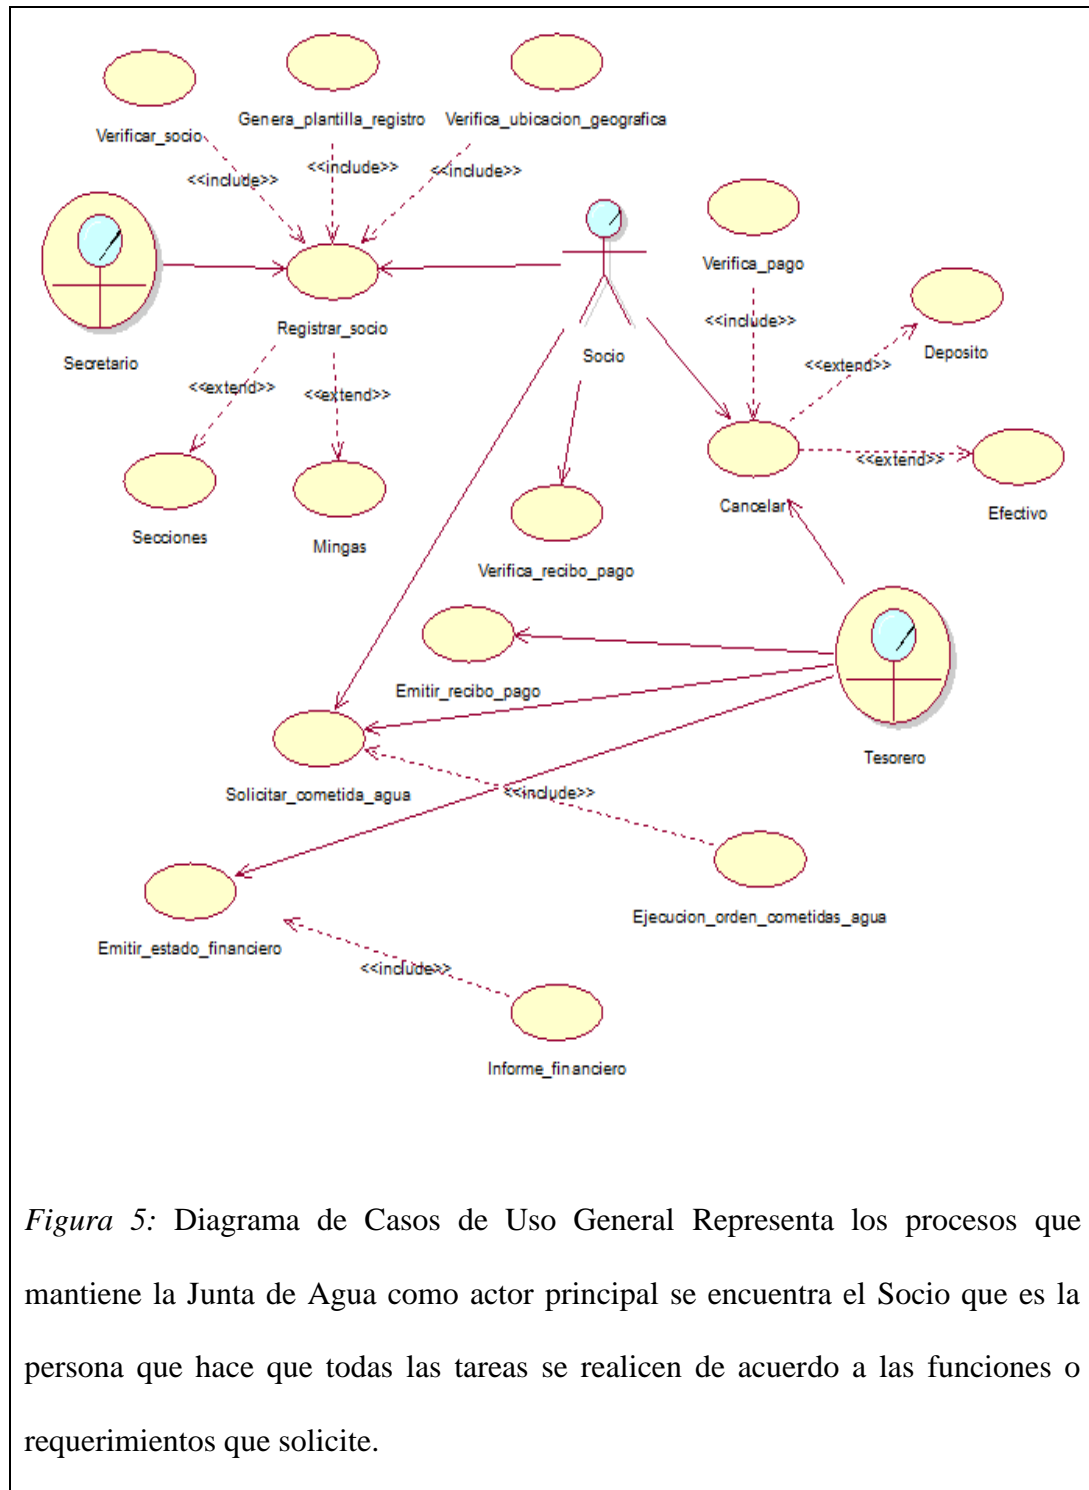 Verificar_socio
Genera_plantilla_registro
Verifica_ubicacion_geografica
<<include>>
<<include>>
<<include>>
Verifica_pago
Secretario
Registrar_socio
Socio
<<include>>
Deposito
<<extend>>
<<extend>>
<<extend>>
<<extend>>
Cancelar
Efectivo
Secciones
Mingas
Verifica_recibo_pago
Emitir_recibo_pago
Tesorero
Solicitar_cometida_agua
<<include>>
Ejecucion_orden_cometidas_agua
Emitir_estado_financiero
<<include>>
Informe_financiero
Figura 5: Diagrama de Casos de Uso General Representa los procesos que
mantiene la Junta de Agua como actor principal se encuentra el Socio que es la
persona que hace que todas las tareas se realicen de acuerdo a las funciones o
requerimientos que solicite.